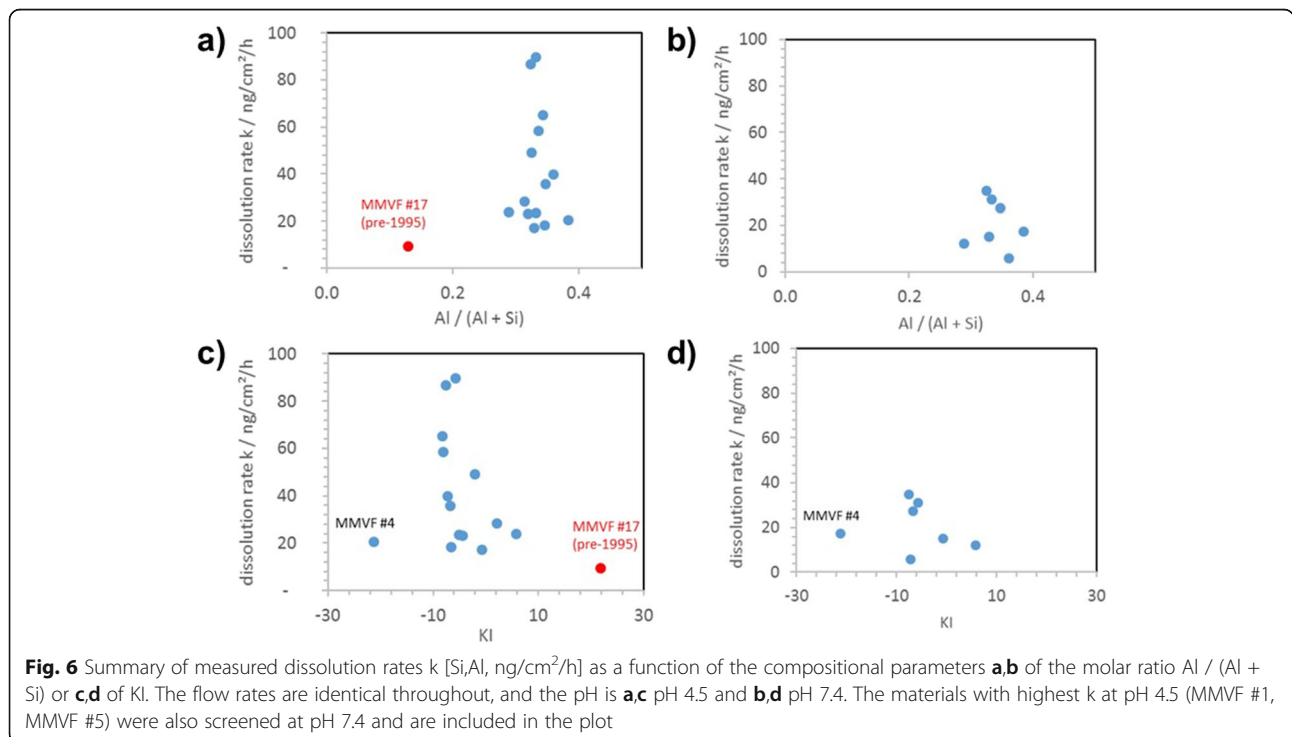 a)
dissolution rate k / ng/cm²/h
100
80
60
40
20
-
MMVF #17
(pre-1995)
0.0
0.2
0.4
Al / (Al + Si)
b)
dissolution rate k / ng/cm²/h
100
80
60
40
20
0
0.0
0.2
0.4
Al / (Al + Si)
c)
dissolution rate k / ng/cm²/h
100
80
60
40
20
-
MMVF #4
MMVF #17
(pre-1995)
-30
-10
10
30
KI
d)
dissolution rate k / ng/cm²/h
100
80
60
40
20
0
MMVF #4
-30
-10
10
30
KI
Fig. 6 Summary of measured dissolution rates k [Si,Al, ng/cm²/h] as a function of the compositional parameters a,b of the molar ratio Al / (Al +
Si) or c,d of KI. The flow rates are identical throughout, and the pH is a,c pH 4.5 and b,d pH 7.4. The materials with highest k at pH 4.5 (MMVF #1,
MMVF #5) were also screened at pH 7.4 and are included in the plot